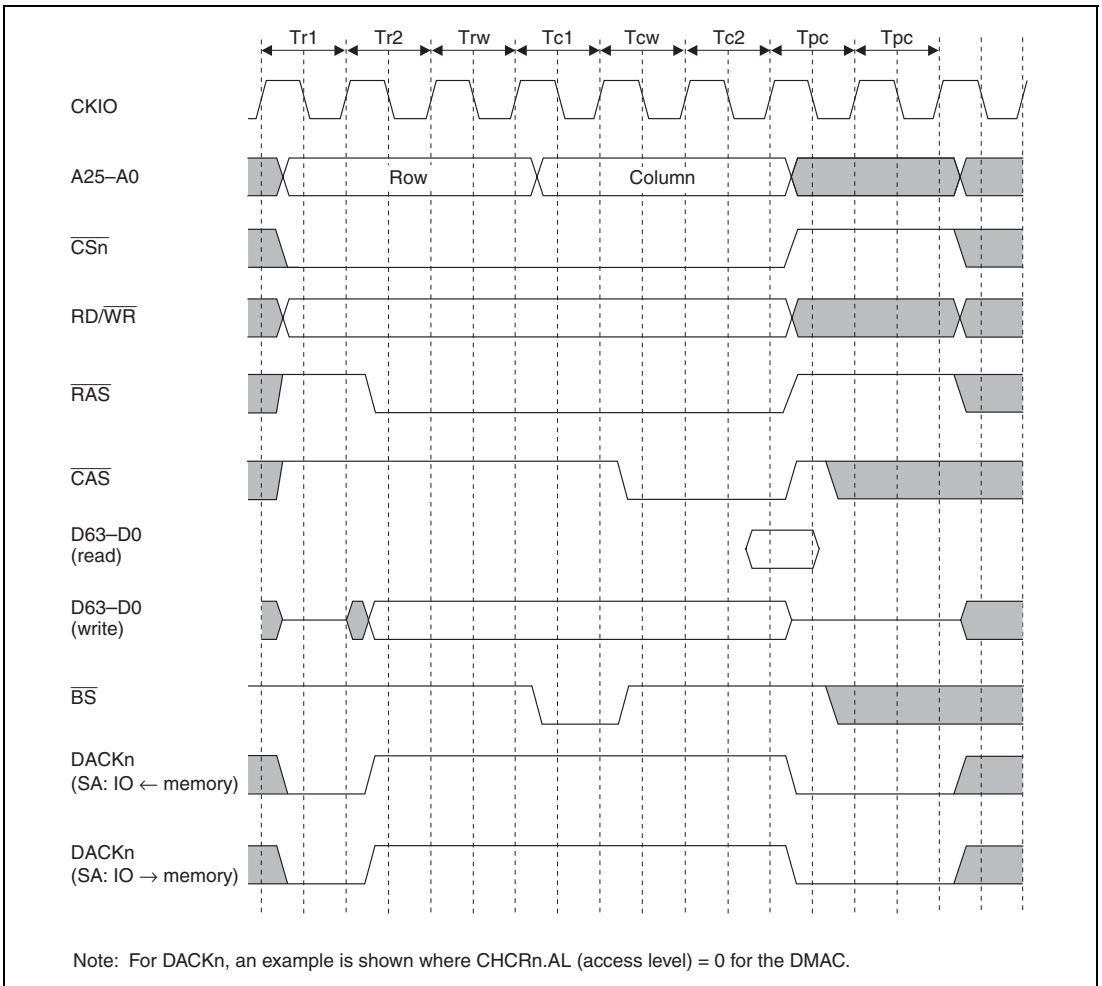 Tr1 Tr2 Trw Tc1 Tcw Tc2 Tpc Tpc
CKIO
A25–A0
Row Column
CSn
RD/WR
RAS
CAS
D63–D0
(read)
D63–D0
(write)
BS
DACKn
(SA: IO ← memory)
DACKn
(SA: IO → memory)
Note: For DACKn, an example is shown where CHCRn.AL (access level) = 0 for the DMAC.